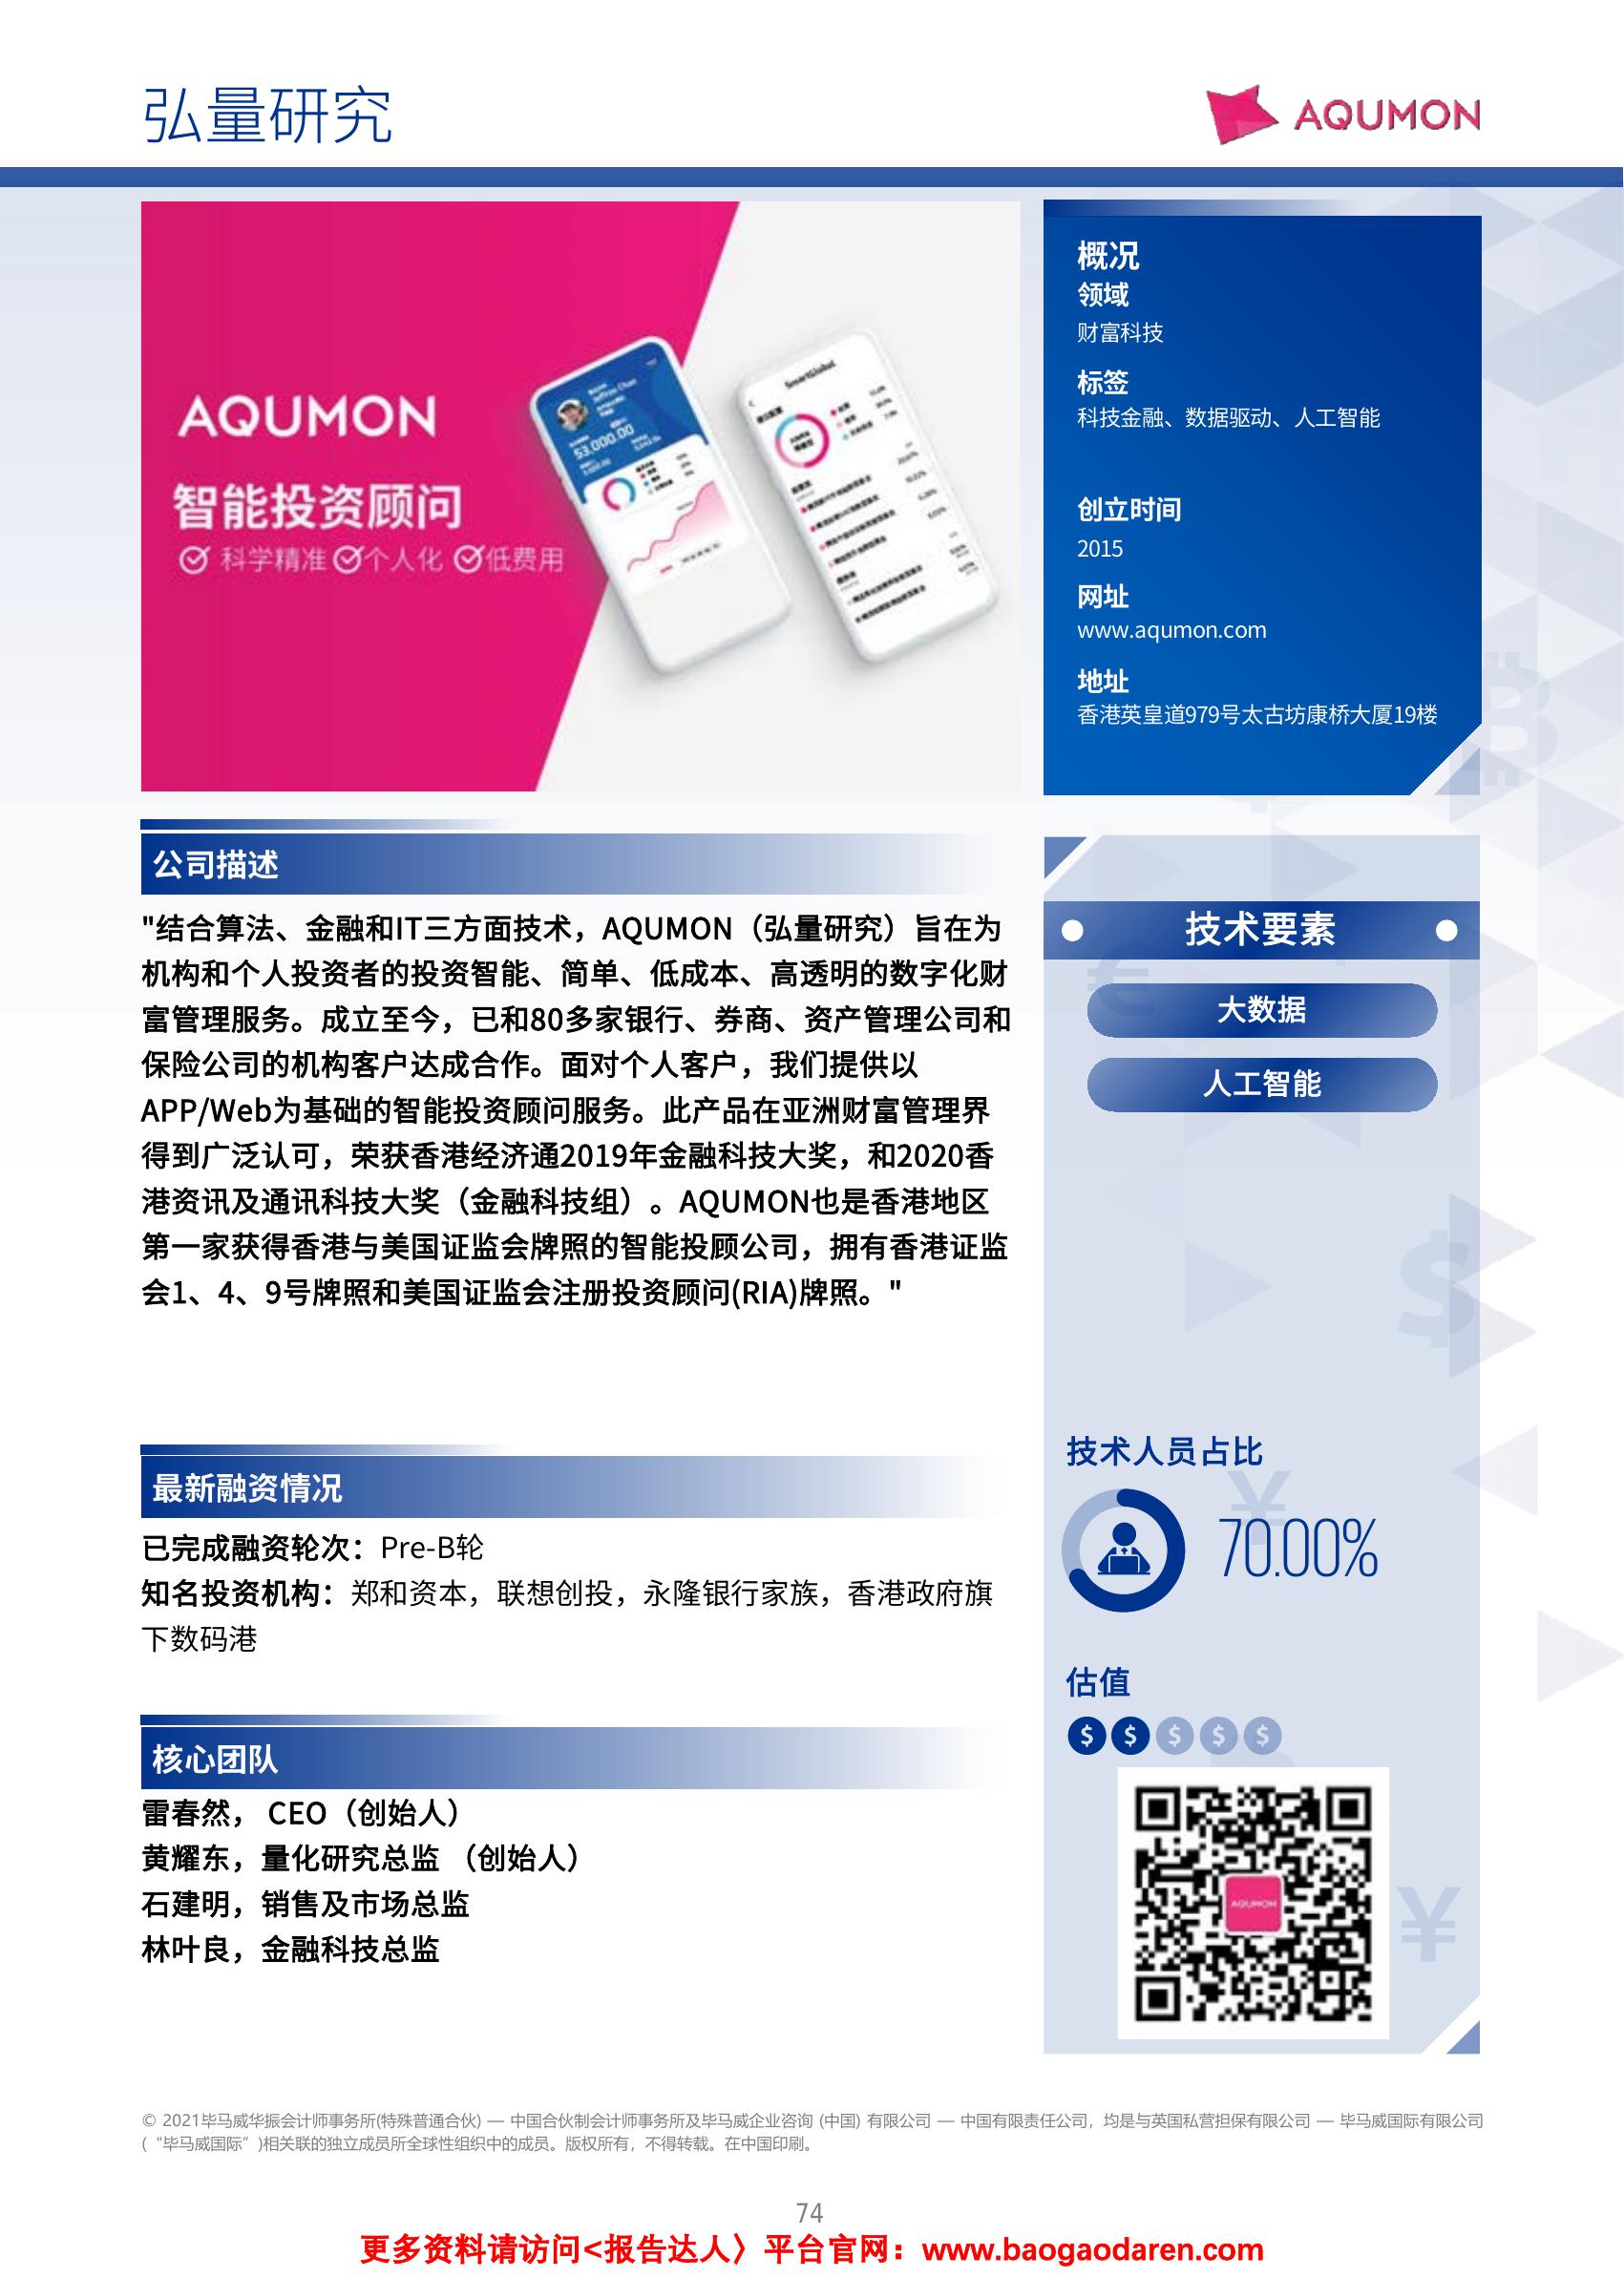 弘量研究
AQUMON
AQUMON
智能投资顾问
科学精准 个人化 低费用
SmartGlobal
概况
领域
财富科技
标签
科技金融、数据驱动、人工智能
创立时间
2015
网址
www.aqumon.com
地址
香港英皇道979号太古坊康桥大厦19楼
公司描述
"结合算法、金融和IT三方面技术，AQUMON（弘量研究）旨在为
机构和个人投资者的投资智能、简单、低成本、高透明的数字化财
富管理服务。成立至今，已和80多家银行、券商、资产管理公司和
保险公司的机构客户达成合作。面对个人客户，我们提供以
APP/Web为基础的智能投资顾问服务。此产品在亚洲财富管理界
得到广泛认可，荣获香港经济通2019年金融科技大奖，和2020香
港资讯及通讯科技大奖（金融科技组）。AQUMON也是香港地区
第一家获得香港与美国证监会牌照的智能投顾公司，拥有香港证监
会1、4、9号牌照和美国证监会注册投资顾问(RIA)牌照。"
最新融资情况
已完成融资轮次：Pre-B轮
知名投资机构：郑和资本，联想创投，永隆银行家族，香港政府旗
下数码港
核心团队
雷春然， CEO（创始人）
黄耀东，量化研究总监 （创始人）
石建明，销售及市场总监
林叶良，金融科技总监
技术要素
大数据
人工智能
技术人员占比
70.00%
估值
$ $ $ $ $
AQUMON
© 2021毕马威华振会计师事务所(特殊普通合伙) — 中国合伙制会计师事务所及毕马威企业咨询 (中国) 有限公司 — 中国有限责任公司，均是与英国私营担保有限公司 — 毕马威国际有限公司
(“毕马威国际”)相关联的独立成员所全球性组织中的成员。版权所有，不得转载。在中国印刷。
74
更多资料请访问<报告达人〉平台官网：www.baogaodaren.com